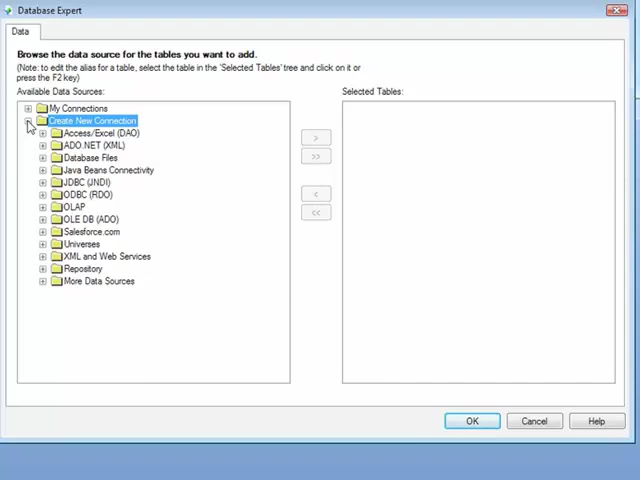 Database Expert
Data
Browse the data source for the tables you want to add.
(Note: to edit the alias for a table, select the table in the 'Selected Tables' tree and click on it or
press the F2 key)
Available Data Sources:
Selected Tables:
My Connections
Create New Connection
Access/Excel (DAO)
ADO.NET (XML)
Database Files
Java Beans Connectivity
JDBC (JNDI)
ODBC (RDO)
OLAP
OLE DB (ADO)
Salesforce.com
Universes
XML and Web Services
Repository
More Data Sources
>
>>
<
<<
OK Cancel Help